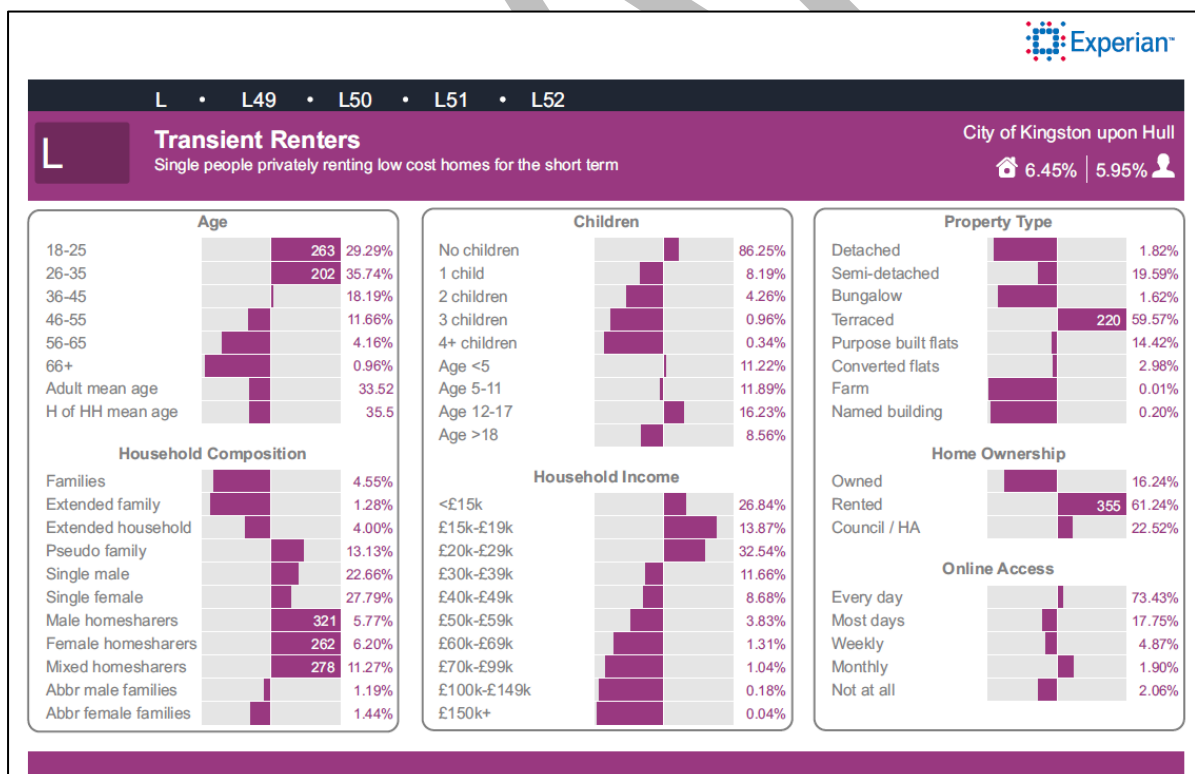 Experian™
L • L49 • L50 • L51 • L52
L
Transient Renters
Single people privately renting low cost homes for the short term
City of Kingston upon Hull
6.45% 5.95%
Age
18-25 263 29.29%
26-35 202 35.74%
36-45 18.19%
46-55 11.66%
56-65 4.16%
66+ 0.96%
Adult mean age 33.52
H of HH mean age 35.5
Household Composition
Families 4.55%
Extended family 1.28%
Extended household 4.00%
Pseudo family 13.13%
Single male 22.66%
Single female 27.79%
Male homesharers 321 5.77%
Female homesharers 262 6.20%
Mixed homesharers 278 11.27%
Abbr male families 1.19%
Abbr female families 1.44%
Children
No children 86.25%
1 child 8.19%
2 children 4.26%
3 children 0.96%
4+ children 0.34%
Age <5 11.22%
Age 5-11 11.89%
Age 12-17 16.23%
Age >18 8.56%
Household Income
<£15k 26.84%
£15k-£19k 13.87%
£20k-£29k 32.54%
£30k-£39k 11.66%
£40k-£49k 8.68%
£50k-£59k 3.83%
£60k-£69k 1.31%
£70k-£99k 1.04%
£100k-£149k 0.18%
£150k+ 0.04%
Property Type
Detached 1.82%
Semi-detached 19.59%
Bungalow 1.62%
Terraced 220 59.57%
Purpose built flats 14.42%
Converted flats 2.98%
Farm 0.01%
Named building 0.20%
Home Ownership
Owned 16.24%
Rented 355 61.24%
Council / HA 22.52%
Online Access
Every day 73.43%
Most days 17.75%
Weekly 4.87%
Monthly 1.90%
Not at all 2.06%